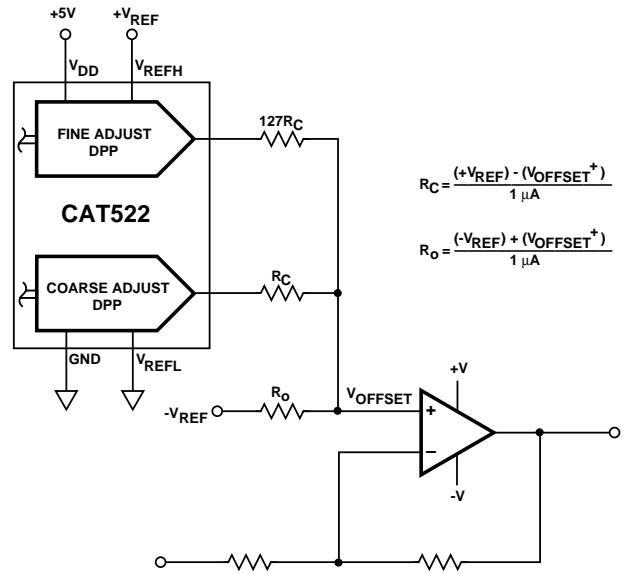 +5V
+VREF
VDD
VREFH
FINE ADJUST
DPP
127RC
CAT522
RC = (+VREF) - (VOFFSET+)
1 µA
Ro = (-VREF) + (VOFFSET+)
1 µA
COARSE ADJUST
DPP
RC
GND
VREFL
Ro
-VREF
VOFFSET
+V
+
−
-V